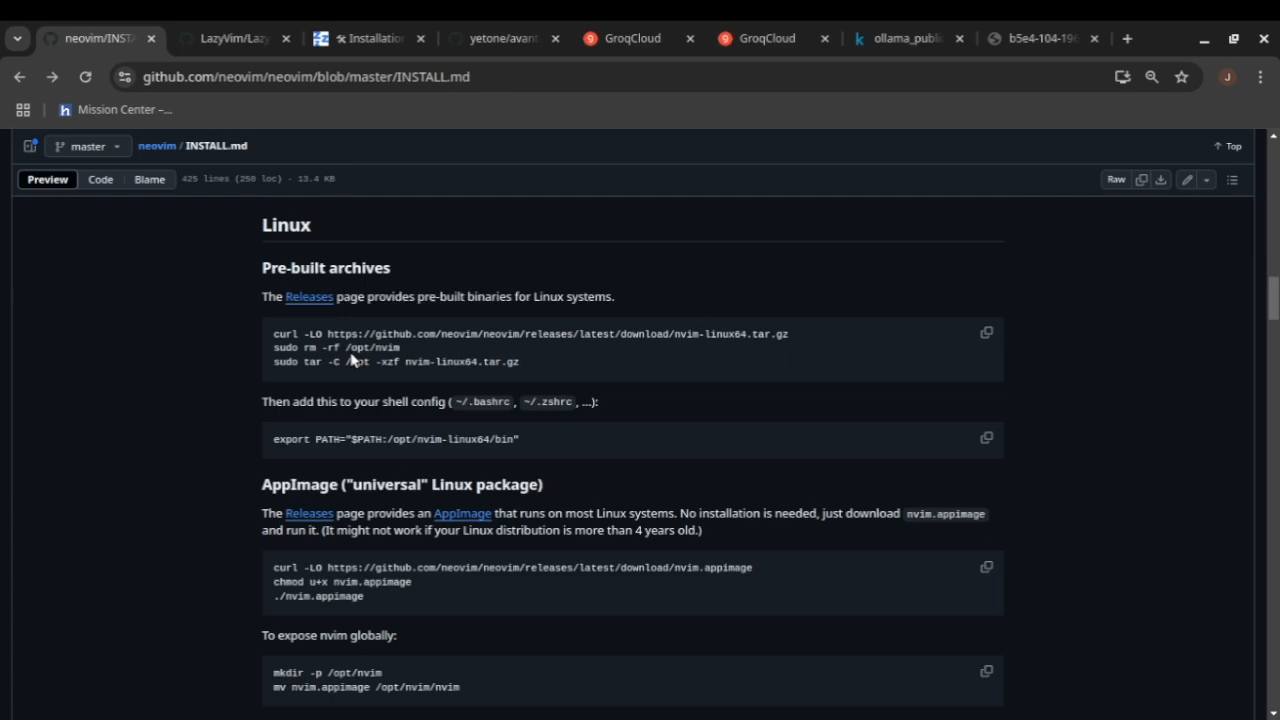 neovim/INST
LazyVim/Lazy
Installation
yetone/avant
GroqCloud
GroqCloud
ollama_publi
b5e4-104-196
github.com/neovim/neovim/blob/master/INSTALL.md
J
Mission Center –...
master
neovim / INSTALL.md
Top
Preview
Code
Blame
425 lines (250 loc) · 13.4 KB
Raw
Linux
Pre-built archives
The Releases page provides pre-built binaries for Linux systems.
curl -LO https://github.com/neovim/neovim/releases/latest/download/nvim-linux64.tar.gz
sudo rm -rf /opt/nvim
sudo tar -C /opt -xzf nvim-linux64.tar.gz
Then add this to your shell config ( ~/.bashrc , ~/.zshrc , ...):
export PATH="$PATH:/opt/nvim-linux64/bin"
AppImage ("universal" Linux package)
The Releases page provides an AppImage that runs on most Linux systems. No installation is needed, just download nvim.appimage
and run it. (It might not work if your Linux distribution is more than 4 years old.)
curl -LO https://github.com/neovim/neovim/releases/latest/download/nvim.appimage
chmod u+x nvim.appimage
./nvim.appimage
To expose nvim globally:
mkdir -p /opt/nvim
mv nvim.appimage /opt/nvim/nvim